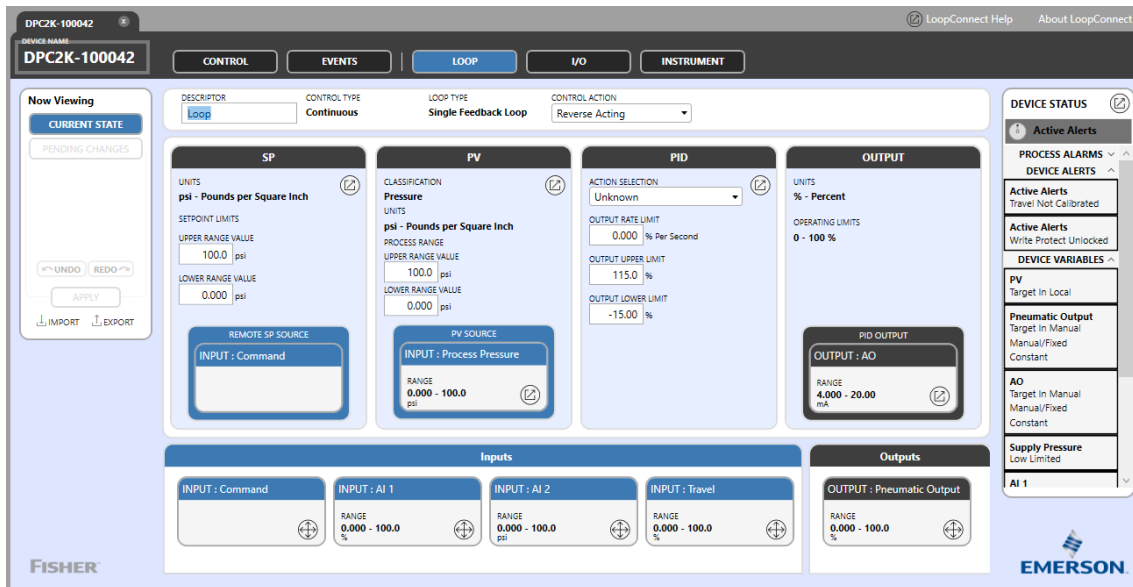 DPC2K-100042
LoopConnect Help
About LoopConnect
DEVICE NAME
DPC2K-100042
CONTROL
EVENTS
LOOP
I/O
INSTRUMENT
Now Viewing
CURRENT STATE
PENDING CHANGES
UNDO
REDO
APPLY
IMPORT
EXPORT
FISHER
DESCRIPTOR
Loop
CONTROL TYPE
Continuous
LOOP TYPE
Single Feedback Loop
CONTROL ACTION
Reverse Acting
SP
UNITS
psi - Pounds per Square Inch
SETPOINT LIMITS
UPPER RANGE VALUE
100.0 psi
LOWER RANGE VALUE
0.000 psi
REMOTE SP SOURCE
INPUT : Command
PV
CLASSIFICATION
Pressure
UNITS
psi - Pounds per Square Inch
PROCESS RANGE
UPPER RANGE VALUE
100.0 psi
LOWER RANGE VALUE
0.000 psi
PV SOURCE
INPUT : Process Pressure
RANGE
0.000 - 100.0
psi
PID
ACTION SELECTION
Unknown
OUTPUT RATE LIMIT
0.000 % Per Second
OUTPUT UPPER LIMIT
115.0 %
OUTPUT LOWER LIMIT
-15.00 %
OUTPUT
UNITS
% - Percent
OPERATING LIMITS
0 - 100 %
PID OUTPUT
OUTPUT : AO
RANGE
4.000 - 20.00
mA
Inputs
INPUT : Command
INPUT : AI 1
RANGE
0.000 - 100.0
%
INPUT : AI 2
RANGE
0.000 - 100.0
psi
INPUT : Travel
RANGE
0.000 - 100.0
%
Outputs
OUTPUT : Pneumatic Output
RANGE
0.000 - 100.0
%
DEVICE STATUS
Active Alerts
PROCESS ALARMS
DEVICE ALERTS
Active Alerts
Travel Not Calibrated
Active Alerts
Write Protect Unlocked
DEVICE VARIABLES
PV
Target In Local
Pneumatic Output
Target In Manual
Manual/Fixed
Constant
AO
Target In Manual
Manual/Fixed
Constant
Supply Pressure
Low Limited
AI 1
EMERSON